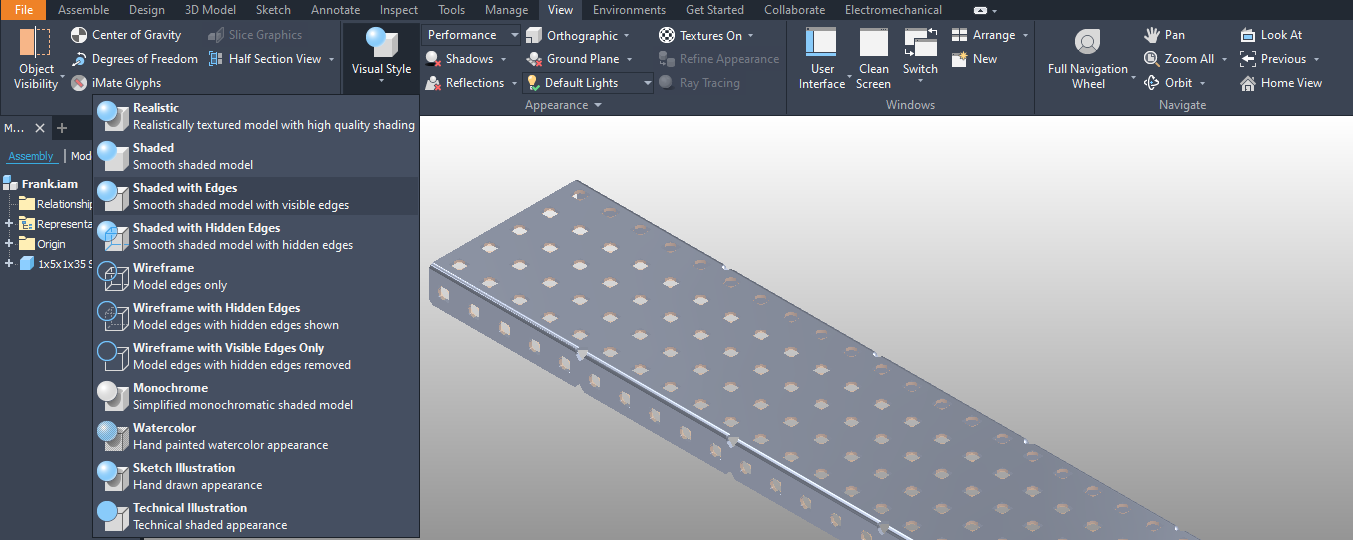 File Assemble Design 3D Model Sketch Annotate Inspect Tools Manage View Environments Get Started Collaborate Electromechanical
Object Visibility
Center of Gravity
Degrees of Freedom
iMate Glyphs
Slice Graphics
Half Section View
Visual Style
Performance
Shadows
Reflections
Orthographic
Ground Plane
Default Lights
Textures On
Refine Appearance
Ray Tracing
Appearance
User Interface
Clean Screen
Switch
Arrange
New
Windows
Full Navigation Wheel
Pan
Zoom All
Orbit
Look At
Previous
Home View
Navigate
M...
Assembly Mod
Frank.iam
Relationship
Representa
Origin
1x5x1x35 S
Realistic
Realistically textured model with high quality shading
Shaded
Smooth shaded model
Shaded with Edges
Smooth shaded model with visible edges
Shaded with Hidden Edges
Smooth shaded model with hidden edges
Wireframe
Model edges only
Wireframe with Hidden Edges
Model edges with hidden edges shown
Wireframe with Visible Edges Only
Model edges with hidden edges removed
Monochrome
Simplified monochromatic shaded model
Watercolor
Hand painted watercolor appearance
Sketch Illustration
Hand drawn appearance
Technical Illustration
Technical shaded appearance